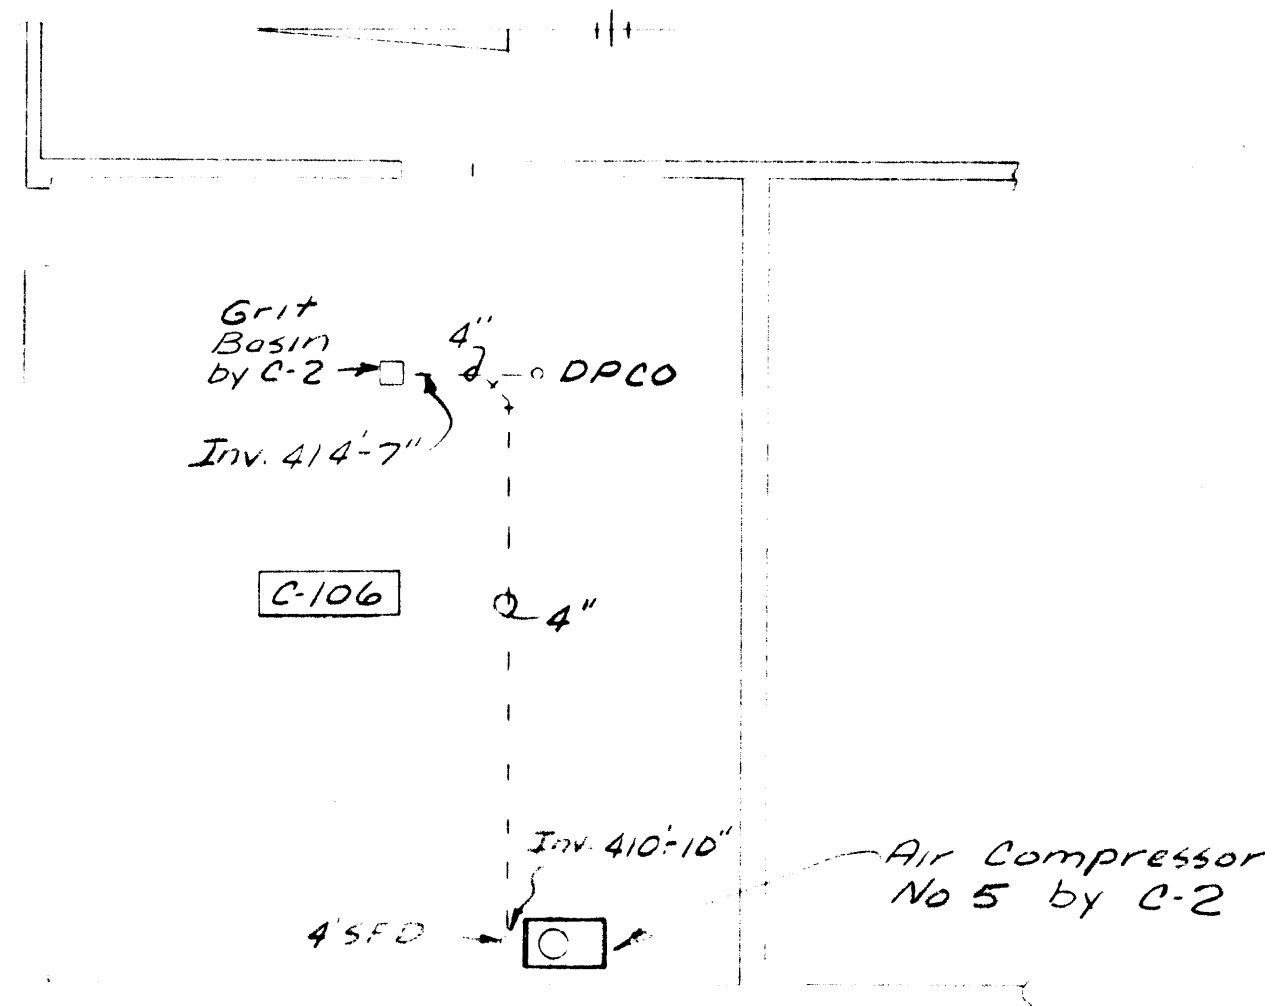 Grit
Basin
by C-2
4"
DPCO
Inv. 414'-7"
C-106
4"
Inv. 410'-10"
Air Compressor
No 5 by C-2
4" SFD